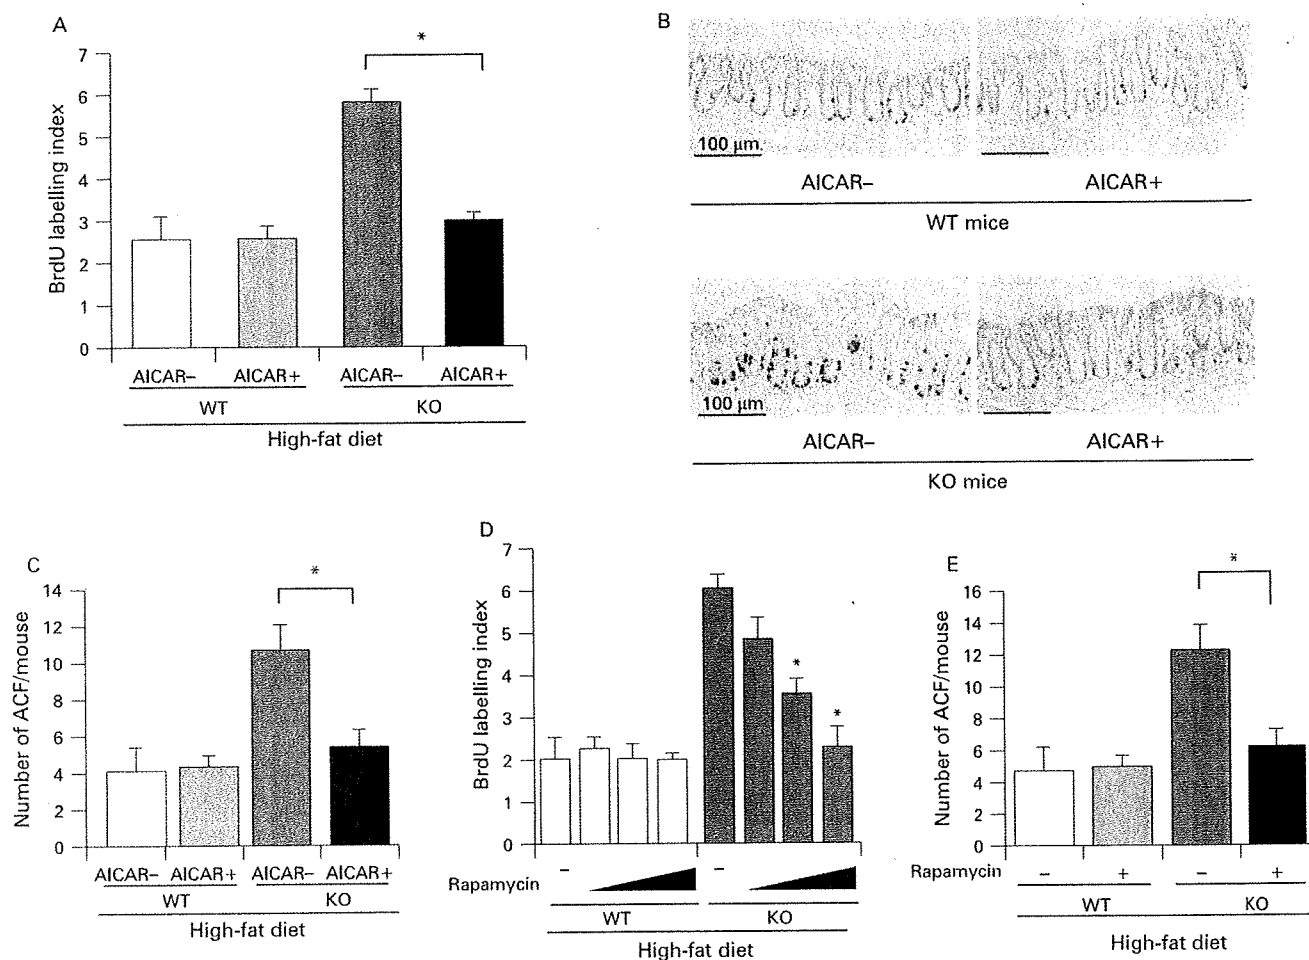 A
*
7
6
5
4
3
2
1
0
BrdU labelling index
AICAR– AICAR+ AICAR– AICAR+
WT KO
High-fat diet
B
100 µm
AICAR– AICAR+
WT mice
100 µm
AICAR– AICAR+
KO mice
C
*
14
12
10
8
6
4
2
0
Number of ACF/mouse
AICAR– AICAR+ AICAR– AICAR+
WT KO
High-fat diet
D
7
6
5
4
3
2
1
0
BrdU labelling index
*
*
Rapamycin – –
WT KO
High-fat diet
E
*
16
14
12
10
8
6
4
2
0
Number of ACF/mouse
Rapamycin – + – +
WT KO
High-fat diet